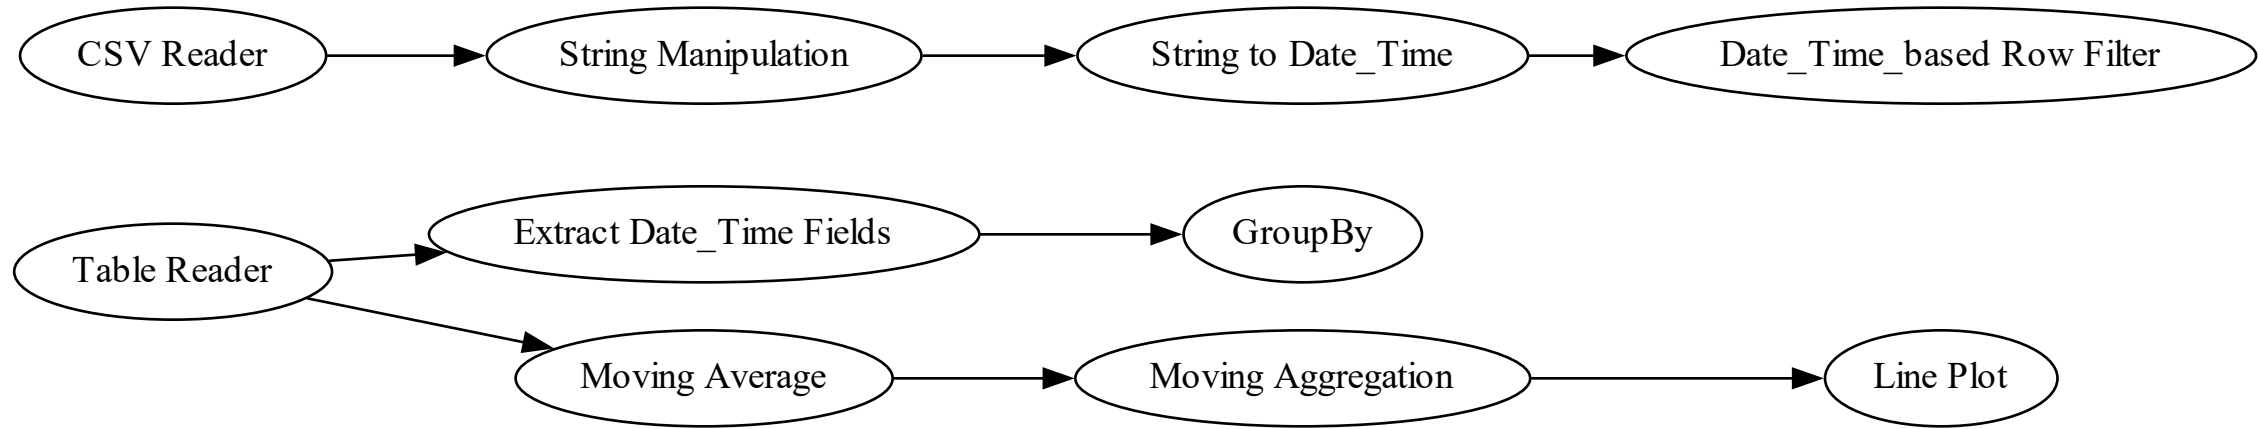 CSV Reader
String Manipulation
String to Date_Time
Date_Time_based Row Filter
Table Reader
Extract Date_Time Fields
GroupBy
Moving Average
Moving Aggregation
Line Plot